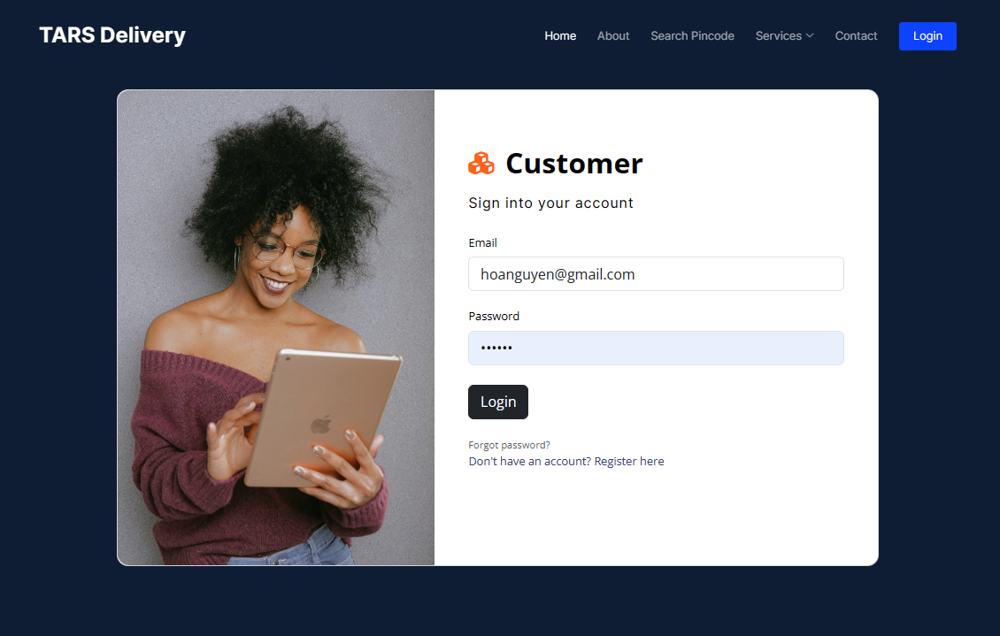 TARS Delivery
Home About Search Pincode Services Contact Login
Customer
Sign into your account
Email
hoanguyen@gmail.com
Password
••••••
Login
Forgot password?
Don't have an account? Register here